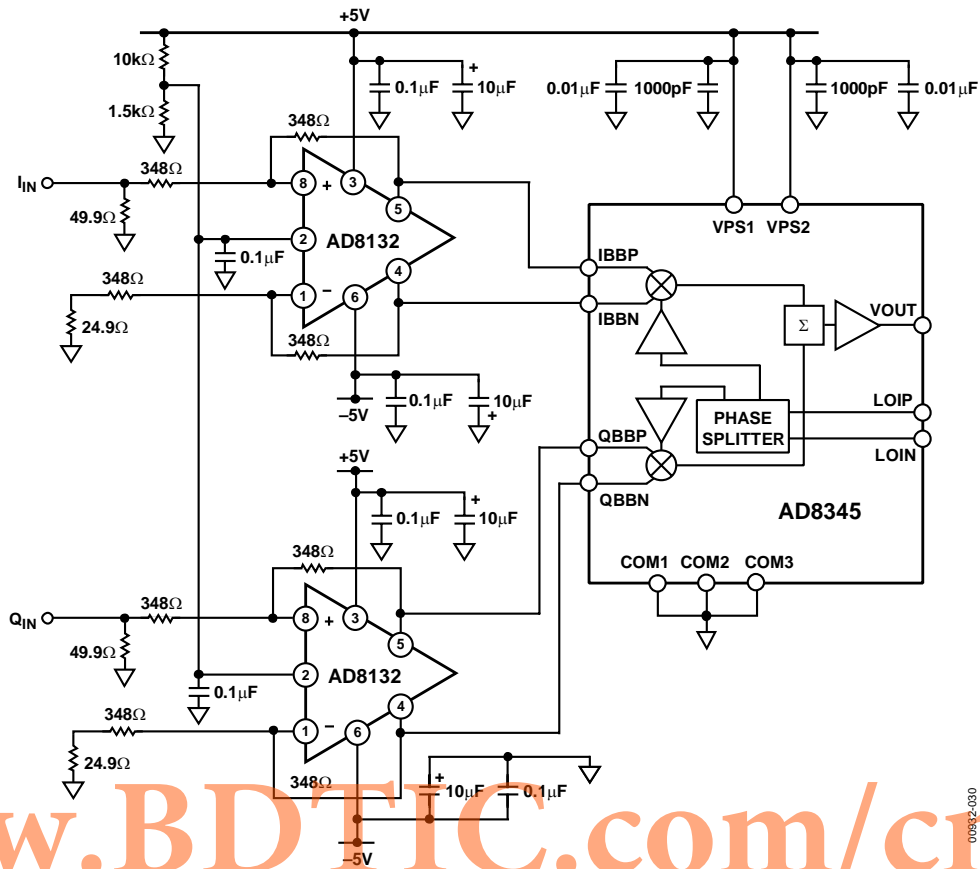 +5V
10kΩ
1.5kΩ
0.1μF
+
10μF
0.01μF
1000pF
1000pF
0.01μF
348Ω
348Ω
I_IN
49.9Ω
8
+
3
5
VPS1
VPS2
2
AD8132
0.1μF
4
IBBP
348Ω
1
−
6
24.9Ω
348Ω
IBBN
Σ
VOUT
0.1μF
10μF
+
−5V
PHASE
SPLITTER
LOIP
LOIN
+5V
QBBP
QBBN
0.1μF
+
10μF
AD8345
348Ω
COM1
COM2
COM3
348Ω
Q_IN
49.9Ω
8
+
3
5
2
AD8132
0.1μF
4
348Ω
1
−
6
24.9Ω
348Ω
+
10μF
0.1μF
−5V
00932-030
w.BDTIC.com/